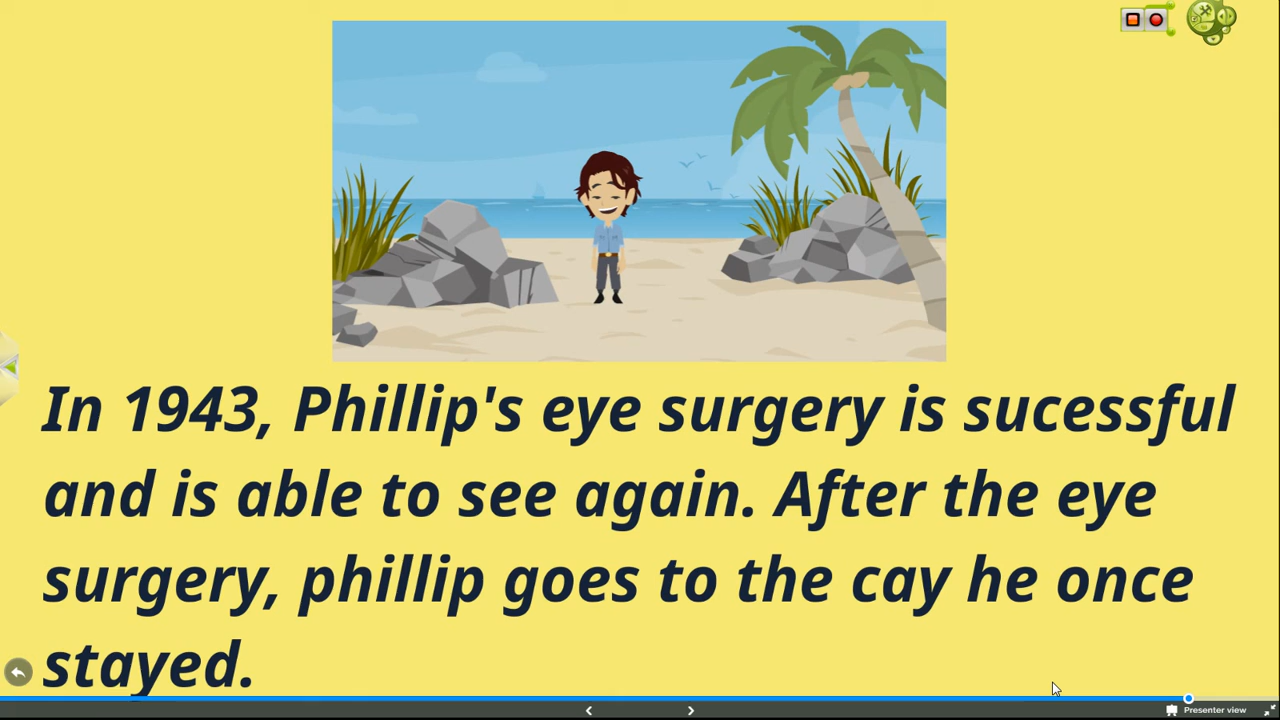 In 1943, Phillip's eye surgery is sucessful
and is able to see again. After the eye
surgery, phillip goes to the cay he once
stayed.
Presenter view